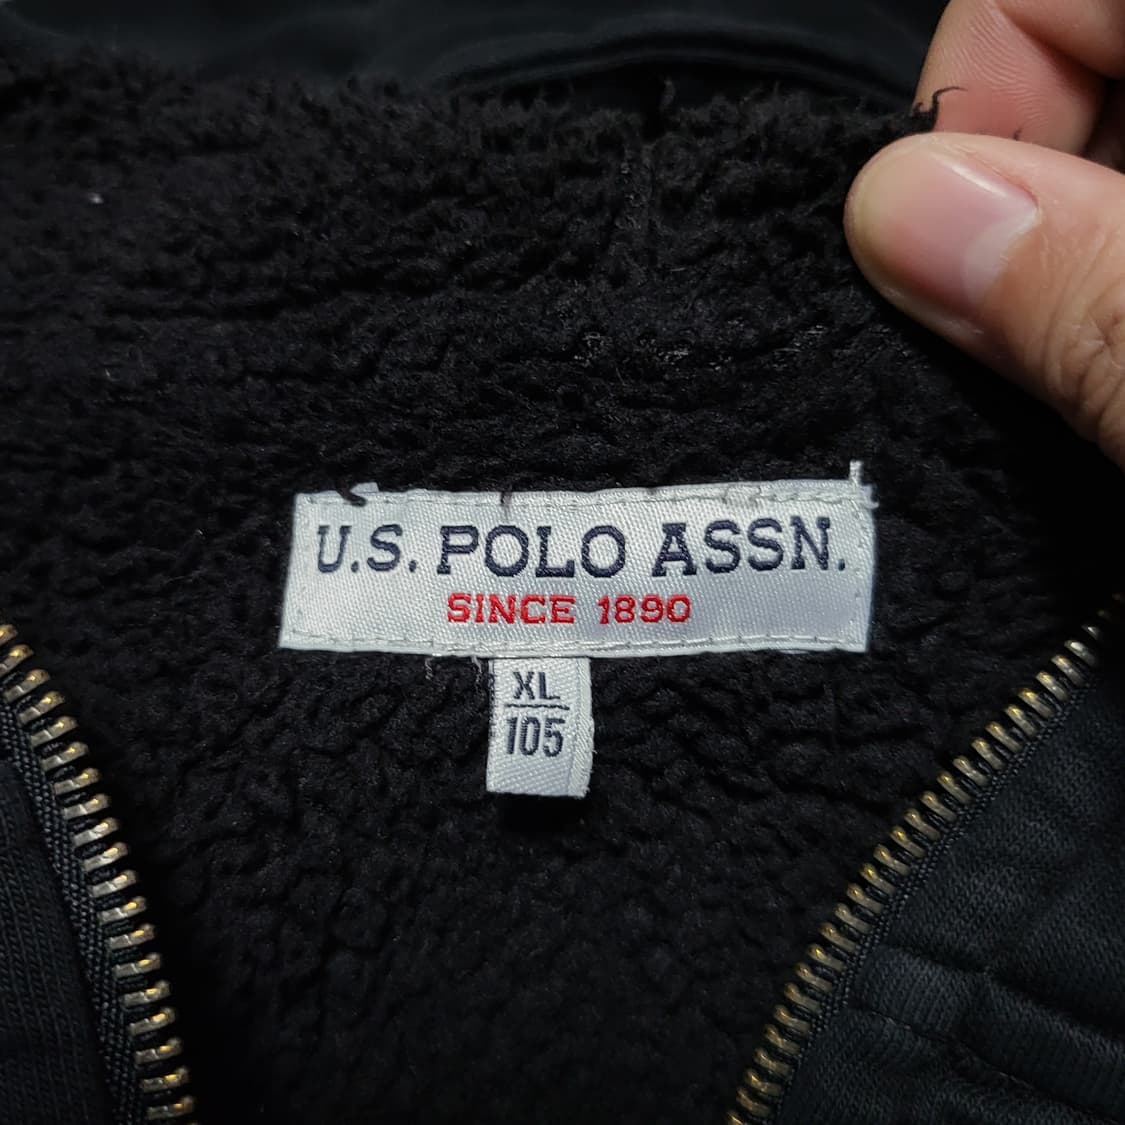 U.S. POLO ASSN.
SINCE 1890
XL
105